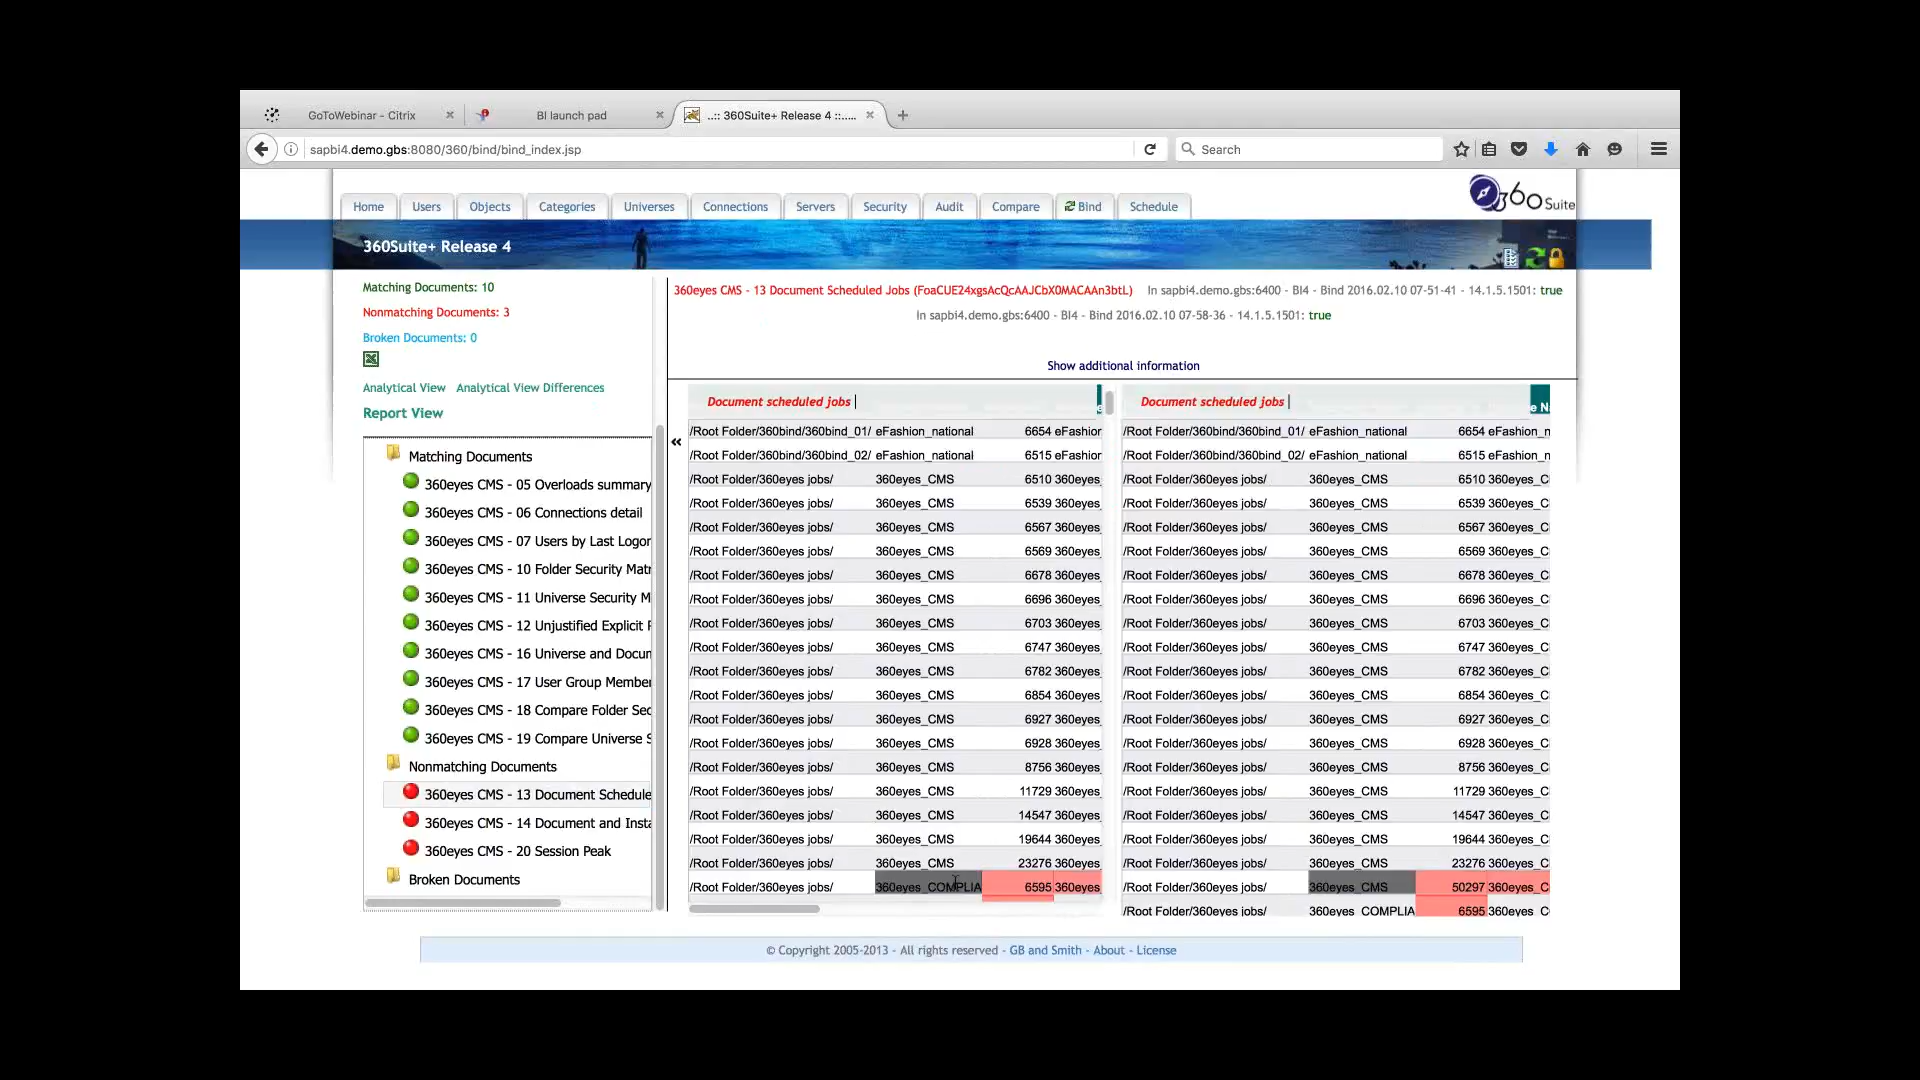 GoToWebinar - Citrix
BI launch pad
..:: 360Suite+ Release 4 ::.....
sapbi4.demo.gbs:8080/360/bind/bind_index.jsp
Search
360 Suite
Home Users Objects Categories Universes Connections Servers Security Audit Compare Bind Schedule
360Suite+ Release 4
Matching Documents: 10
Nonmatching Documents: 3
Broken Documents: 0
Analytical View Analytical View Differences
Report View
Matching Documents
360eyes CMS - 05 Overloads summary
360eyes CMS - 06 Connections detail
360eyes CMS - 07 Users by Last Logon
360eyes CMS - 10 Folder Security Matr
360eyes CMS - 11 Universe Security M
360eyes CMS - 12 Unjustified Explicit
360eyes CMS - 16 Universe and Docum
360eyes CMS - 17 User Group Member
360eyes CMS - 18 Compare Folder Sec
360eyes CMS - 19 Compare Universe S
Nonmatching Documents
360eyes CMS - 13 Document Schedule
360eyes CMS - 14 Document and Insta
360eyes CMS - 20 Session Peak
Broken Documents
360eyes CMS - 13 Document Scheduled Jobs (FoaCUE24xgsAcQcAAJCbX0MACAAn3btL) In sapbi4.demo.gbs:6400 - BI4 - Bind 2016.02.10 07-51-41 - 14.1.5.1501: true
In sapbi4.demo.gbs:6400 - BI4 - Bind 2016.02.10 07-58-36 - 14.1.5.1501: true
Show additional information
«
Document scheduled jobs |
/Root Folder/360bind/360bind_01/ eFashion_national 6654 eFashior
/Root Folder/360bind/360bind_02/ eFashion_national 6515 eFashior
/Root Folder/360eyes jobs/ 360eyes_CMS 6510 360eyes_
/Root Folder/360eyes jobs/ 360eyes_CMS 6539 360eyes_
/Root Folder/360eyes jobs/ 360eyes_CMS 6567 360eyes_
/Root Folder/360eyes jobs/ 360eyes_CMS 6569 360eyes_
/Root Folder/360eyes jobs/ 360eyes_CMS 6678 360eyes_
/Root Folder/360eyes jobs/ 360eyes_CMS 6696 360eyes_
/Root Folder/360eyes jobs/ 360eyes_CMS 6703 360eyes_
/Root Folder/360eyes jobs/ 360eyes_CMS 6747 360eyes_
/Root Folder/360eyes jobs/ 360eyes_CMS 6782 360eyes_
/Root Folder/360eyes jobs/ 360eyes_CMS 6854 360eyes_
/Root Folder/360eyes jobs/ 360eyes_CMS 6927 360eyes_
/Root Folder/360eyes jobs/ 360eyes_CMS 6928 360eyes_
/Root Folder/360eyes jobs/ 360eyes_CMS 8756 360eyes_
/Root Folder/360eyes jobs/ 360eyes_CMS 11729 360eyes_
/Root Folder/360eyes jobs/ 360eyes_CMS 14547 360eyes_
/Root Folder/360eyes jobs/ 360eyes_CMS 19644 360eyes_
/Root Folder/360eyes jobs/ 360eyes_CMS 23276 360eyes_
/Root Folder/360eyes jobs/ 360eyes_COMPLIA 6595 360eyes
Document scheduled jobs | e N
/Root Folder/360bind/360bind_01/ eFashion_national 6654 eFashion_n
/Root Folder/360bind/360bind_02/ eFashion_national 6515 eFashion_n
/Root Folder/360eyes jobs/ 360eyes_CMS 6510 360eyes_C
/Root Folder/360eyes jobs/ 360eyes_CMS 6539 360eyes_C
/Root Folder/360eyes jobs/ 360eyes_CMS 6567 360eyes_C
/Root Folder/360eyes jobs/ 360eyes_CMS 6569 360eyes_C
/Root Folder/360eyes jobs/ 360eyes_CMS 6678 360eyes_C
/Root Folder/360eyes jobs/ 360eyes_CMS 6696 360eyes_C
/Root Folder/360eyes jobs/ 360eyes_CMS 6703 360eyes_C
/Root Folder/360eyes jobs/ 360eyes_CMS 6747 360eyes_C
/Root Folder/360eyes jobs/ 360eyes_CMS 6782 360eyes_C
/Root Folder/360eyes jobs/ 360eyes_CMS 6854 360eyes_C
/Root Folder/360eyes jobs/ 360eyes_CMS 6927 360eyes_C
/Root Folder/360eyes jobs/ 360eyes_CMS 6928 360eyes_C
/Root Folder/360eyes jobs/ 360eyes_CMS 8756 360eyes_C
/Root Folder/360eyes jobs/ 360eyes_CMS 11729 360eyes_C
/Root Folder/360eyes jobs/ 360eyes_CMS 14547 360eyes_C
/Root Folder/360eyes jobs/ 360eyes_CMS 19644 360eyes_C
/Root Folder/360eyes jobs/ 360eyes_CMS 23276 360eyes_C
/Root Folder/360eyes jobs/ 360eyes_CMS 50297 360eyes_C
/Root Folder/360eyes jobs/ 360eyes_COMPLIA 6595 360eyes_C
© Copyright 2005-2013 - All rights reserved - GB and Smith - About - License